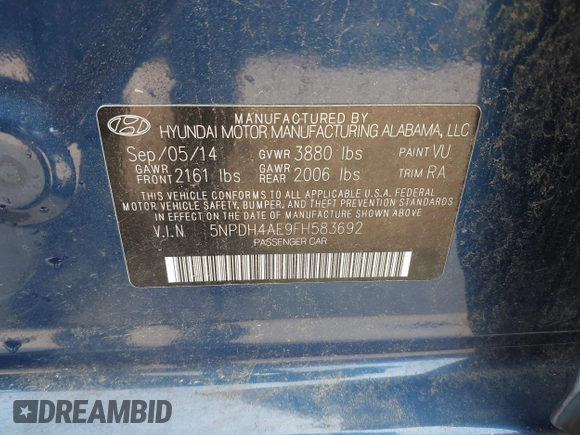 MANUFACTURED BY
HYUNDAI MOTOR MANUFACTURING ALABAMA, LLC
Sep/05/14 GVWR 3880 lbs PAINT VU
GAWR FRONT 2161 lbs GAWR REAR 2006 lbs TRIM RA
THIS VEHICLE CONFORMS TO ALL APPLICABLE U.S.A. FEDERAL
MOTOR VEHICLE SAFETY, BUMPER, AND THEFT PREVENTION STANDARDS
IN EFFECT ON THE DATE OF MANUFACTURE SHOWN ABOVE.
V.I.N 5NPDH4AE9FH583692
PASSENGER CAR
DREAMBID